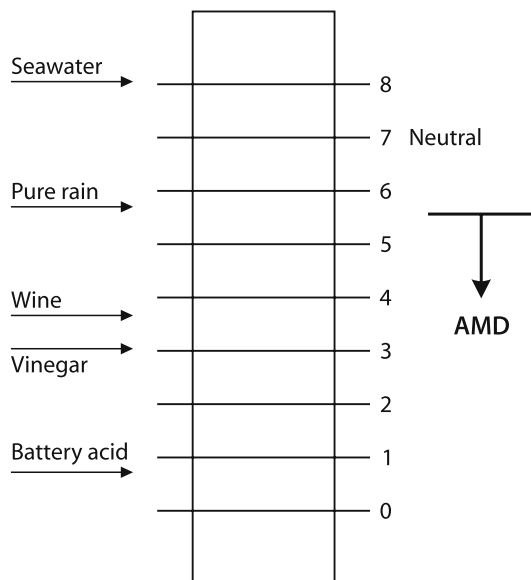 Seawater
8
7 Neutral
Pure rain
6
5
Wine
4
AMD
3
Vinegar
2
Battery acid
1
0